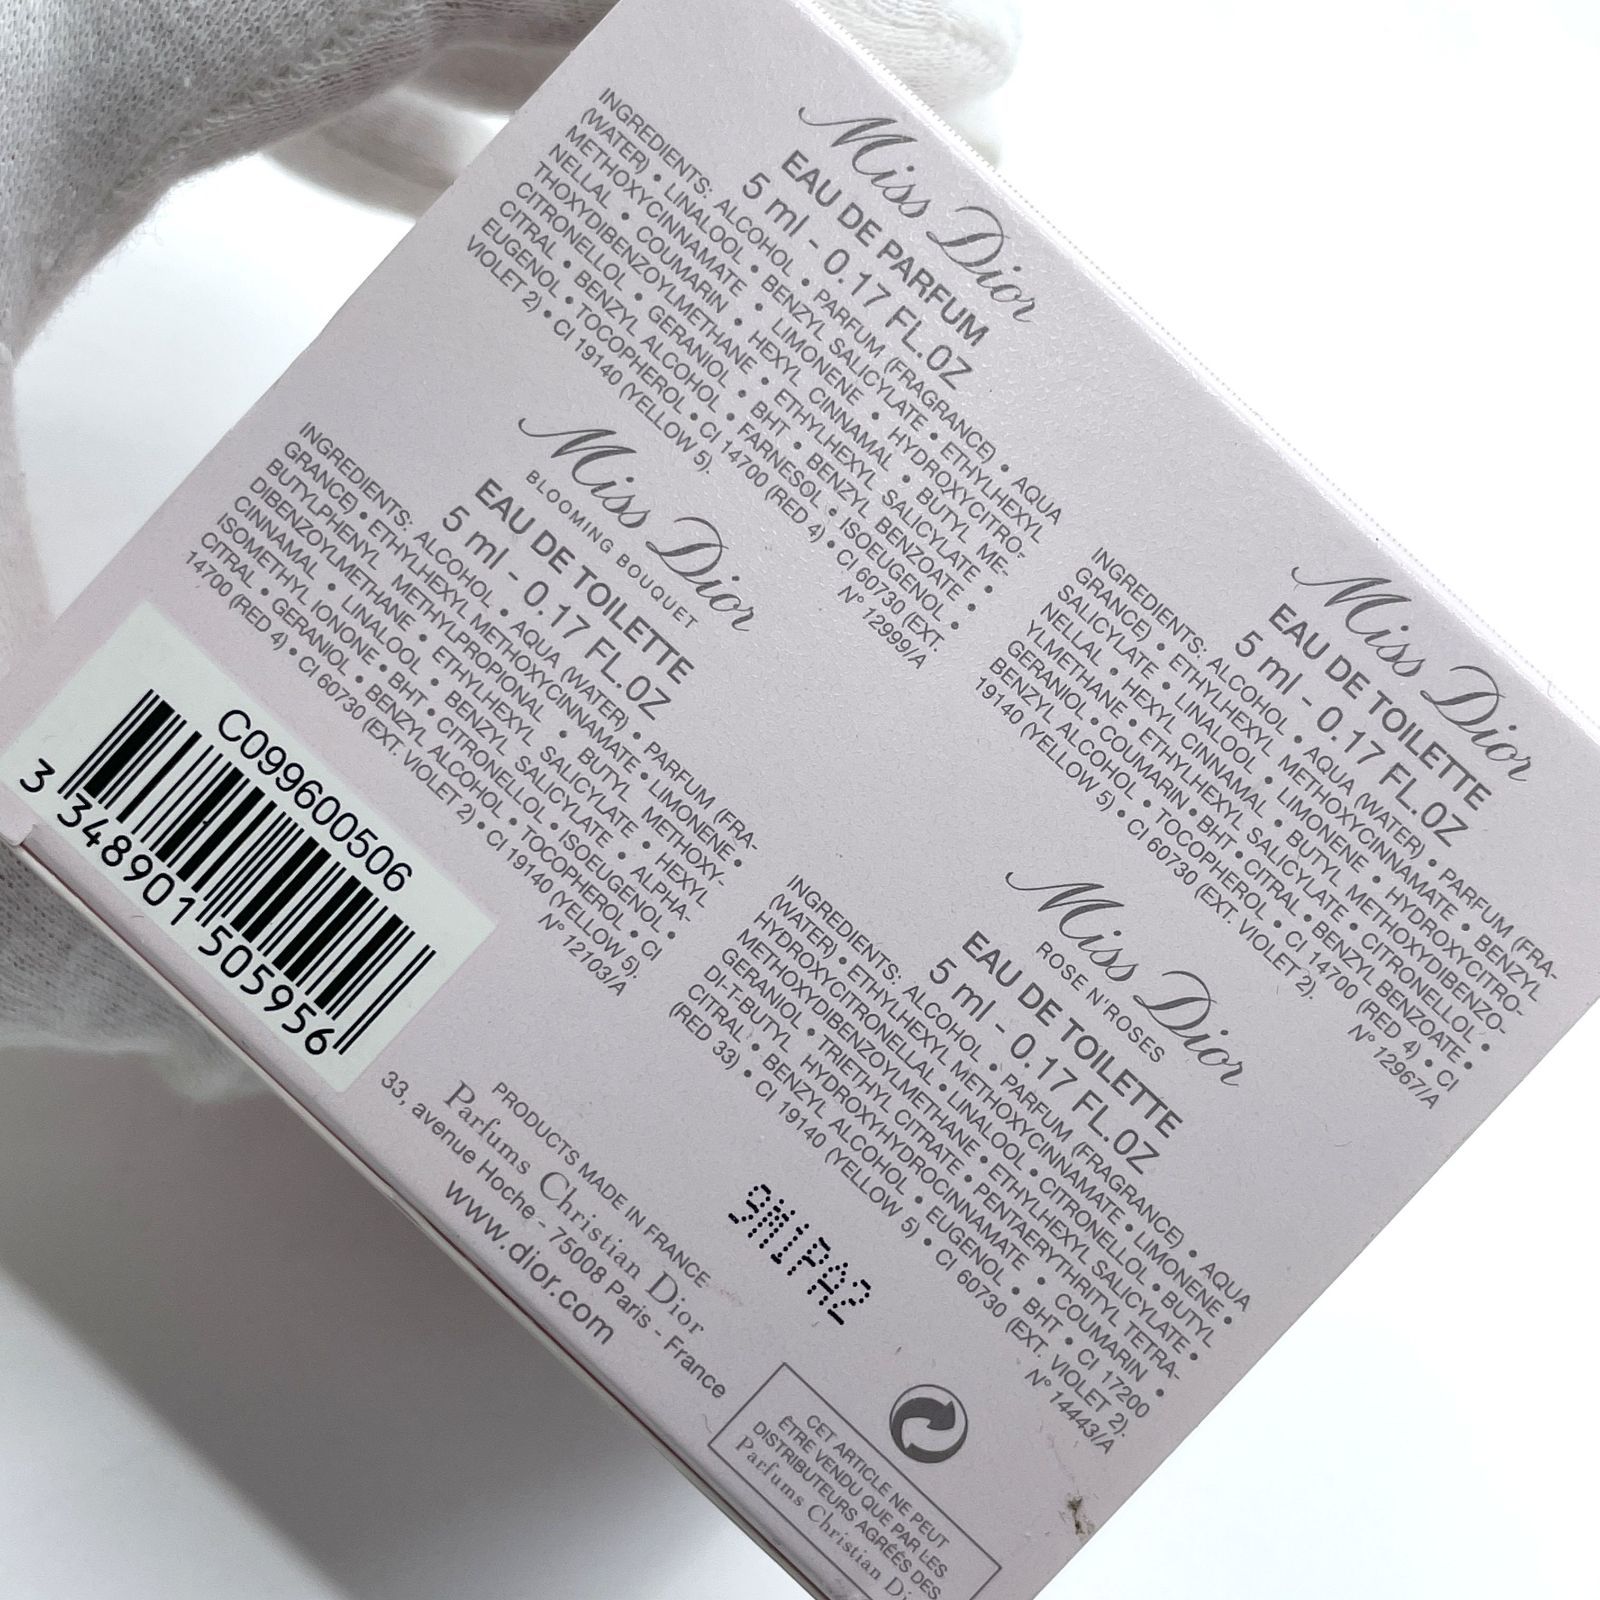 Miss Dior
EAU DE PARFUM
5 ml - 0.17 FL.OZ
INGREDIENTS: ALCOHOL • PARFUM (FRAGRANCE) • AQUA
(WATER) • LINALOOL • BENZYL SALICYLATE • ETHYLHEXYL
METHOXYCINNAMATE • LIMONENE • HYDROXYCITRO-
NELLAL • COUMARIN • HEXYL CINNAMAL • BUTYL ME-
THOXYDIBENZOYLMETHANE • ETHYLHEXYL SALICYLATE •
CITRONELLOL • GERANIOL • BHT • BENZYL BENZOATE •
CITRAL • BENZYL ALCOHOL • FARNESOL • ISOEUGENOL •
EUGENOL • TOCOPHEROL • CI 14700 (RED 4) • CI 60730 (EXT.
VIOLET 2) • CI 19140 (YELLOW 5).
N° 12999/A
Miss Dior
BLOOMING BOUQUET
EAU DE TOILETTE
5 ml - 0.17 FL.OZ
INGREDIENTS: ALCOHOL • AQUA (WATER) • PARFUM (FRA-
GRANCE) • ETHYLHEXYL METHOXYCINNAMATE • LIMONENE •
BUTYLPHENYL METHYLPROPIONAL • BUTYL METHOXY-
DIBENZOYLMETHANE • ETHYLHEXYL SALICYLATE • HEXYL
CINNAMAL • LINALOOL • BENZYL SALICYLATE • ALPHA-
ISOMETHYL IONONE • BHT • CITRONELLOL • ISOEUGENOL •
CITRAL • GERANIOL • BENZYL ALCOHOL • TOCOPHEROL • CI
14700 (RED 4) • CI 60730 (EXT. VIOLET 2) • CI 19140 (YELLOW 5).
N° 12103/A
Miss Dior
EAU DE TOILETTE
5 ml - 0.17 FL.OZ
INGREDIENTS: ALCOHOL • AQUA (WATER) • PARFUM (FRA-
GRANCE) • ETHYLHEXYL METHOXYCINNAMATE • BENZYL
SALICYLATE • LINALOOL • LIMONENE • HYDROXYCITRO-
NELLAL • HEXYL CINNAMAL • BUTYL METHOXYDIBENZO-
YLMETHANE • ETHYLHEXYL SALICYLATE • CITRONELLOL •
GERANIOL • COUMARIN • BHT • CITRAL • BENZYL BENZOATE •
BENZYL ALCOHOL • TOCOPHEROL • CI 14700 (RED 4) • CI
19140 (YELLOW 5) • CI 60730 (EXT. VIOLET 2).
N° 12967/A
Miss Dior
ROSE N'ROSES
EAU DE TOILETTE
5 ml - 0.17 FL.OZ
INGREDIENTS: ALCOHOL • PARFUM (FRAGRANCE) • AQUA
(WATER) • ETHYLHEXYL METHOXYCINNAMATE • LIMONENE •
HYDROXYCITRONELLAL • LINALOOL • CITRONELLOL • BUTYL
METHOXYDIBENZOYLMETHANE • ETHYLHEXYL SALICYLATE •
GERANIOL • TRIETHYL CITRATE • PENTAERYTHRITYL TETRA-
DI-T-BUTYL HYDROXYHYDROCINNAMATE • COUMARIN •
CITRAL • BENZYL ALCOHOL • EUGENOL • BHT • CI 17200
(RED 33) • CI 19140 (YELLOW 5) • CI 60730 (EXT. VIOLET 2).
N° 14443/A
C099600506
3 348901 505956
PRODUCTS MADE IN FRANCE
Parfums Christian Dior
33, avenue Hoche - 75008 Paris - France
www.dior.com
9M1PA2
CET ARTICLE NE PEUT
ÊTRE VENDU QUE PAR LES
DISTRIBUTEURS AGRÉÉS DES
Parfums Christian